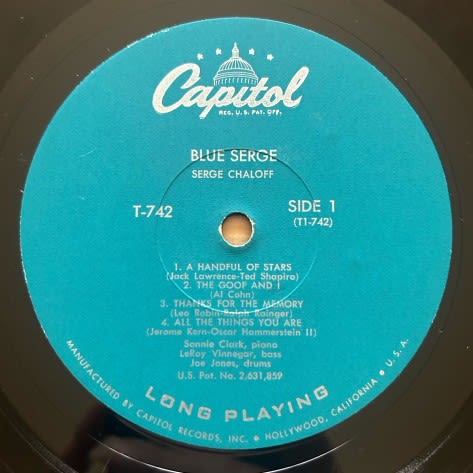 Capitol
REG. U.S. PAT. OFF.
BLUE SERGE
SERGE CHALOFF
T-742
SIDE 1
(T1-742)
1. A HANDFUL OF STARS
(Jack Lawrence-Ted Shapiro)
2. THE GOOF AND I
(Al Cohn)
3. THANKS FOR THE MEMORY
(Leo Robin-Ralph Rainger)
4. ALL THE THINGS YOU ARE
(Jerome Kern-Oscar Hammerstein II)
Sonnie Clark, piano
LeRoy Vinnegar, bass
Joe Jones, drums
U.S. Pat. No. 2,631,859
LONG PLAYING
MANUFACTURED BY CAPITOL RECORDS, INC. • HOLLYWOOD, CALIFORNIA • U.S.A.